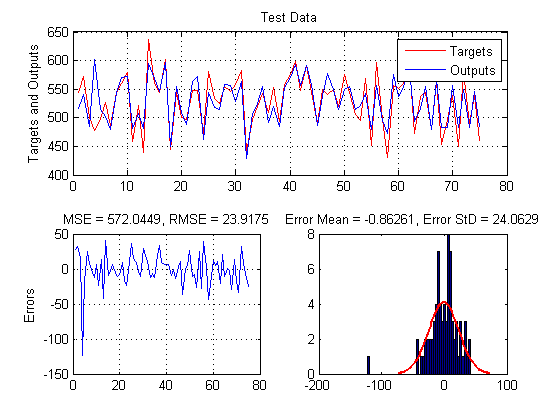 Test Data
650
600
550
500
450
400
Targets and Outputs
Targets
Outputs
0 10 20 30 40 50 60 70 80
MSE = 572.0449, RMSE = 23.9175
50
0
-50
-100
-150
Errors
0 20 40 60 80
Error Mean = -0.86261, Error StD = 24.0629
8
6
4
2
0
-200 -100 0 100